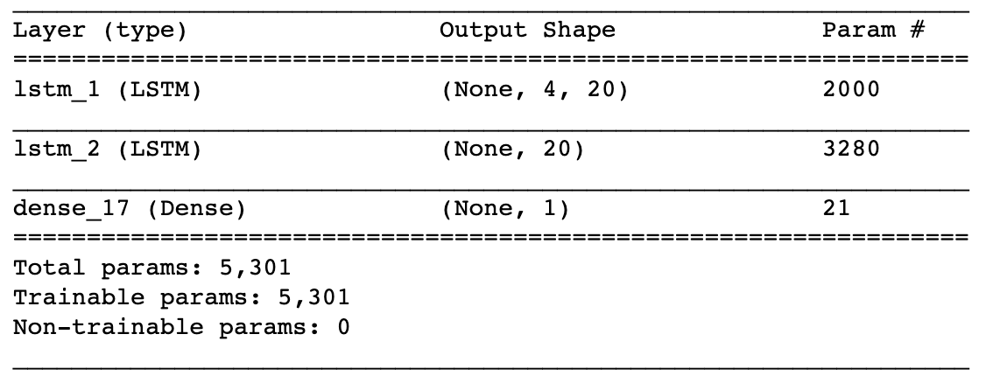 Layer (type)                 Output Shape              Param #
=================================================================
lstm_1 (LSTM)                (None, 4, 20)             2000
_________________________________________________________________
lstm_2 (LSTM)                (None, 20)                3280
_________________________________________________________________
dense_17 (Dense)             (None, 1)                 21
=================================================================
Total params: 5,301
Trainable params: 5,301
Non-trainable params: 0
_________________________________________________________________